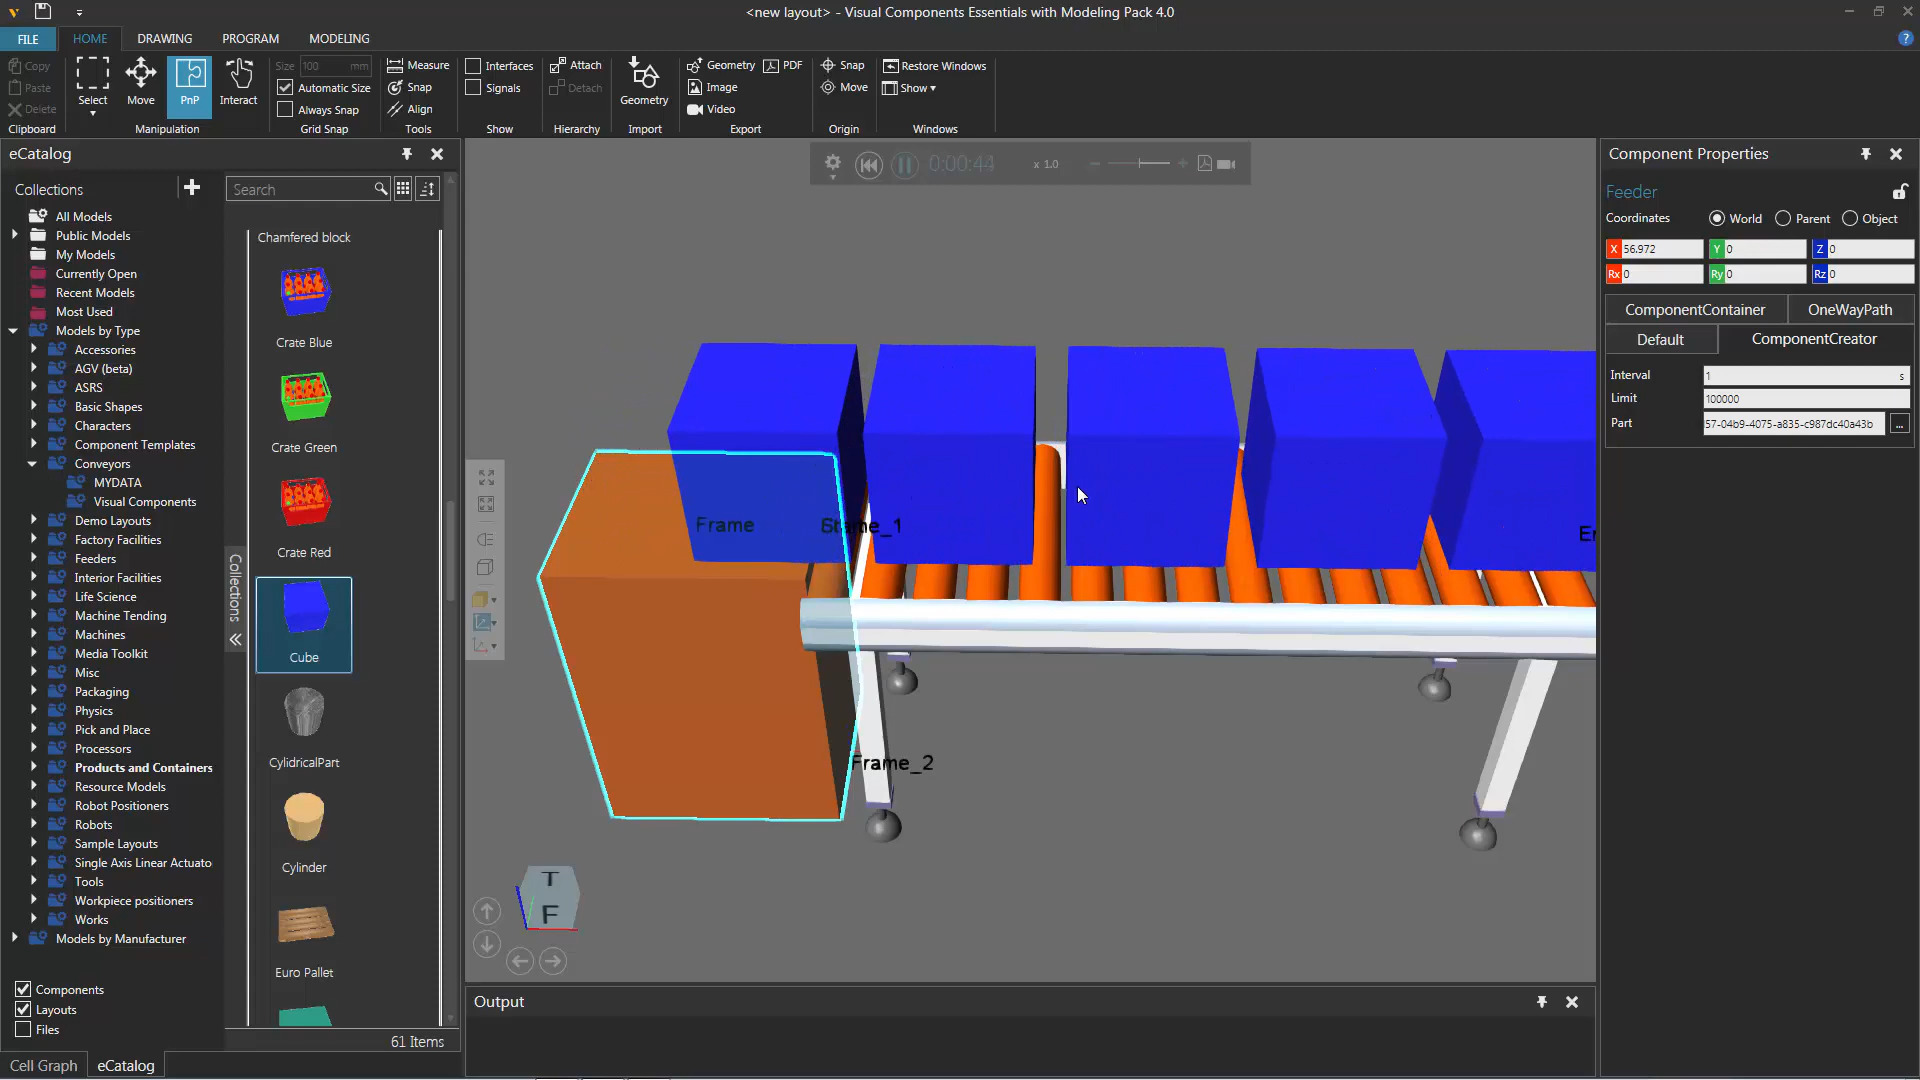 <new layout> - Visual Components Essentials with Modeling Pack 4.0
FILE
HOME
DRAWING
PROGRAM
MODELING
Copy
Paste
Delete
Clipboard
Select
Move
PnP
Interact
Manipulation
Size 100 mm
Automatic Size
Always Snap
Grid Snap
Measure
Snap
Align
Tools
Interfaces
Signals
Show
Attach
Detach
Hierarchy
Geometry
Import
Geometry
PDF
Image
Video
Export
Snap
Move
Origin
Restore Windows
Show
Windows
eCatalog
Collections
All Models
Public Models
My Models
Currently Open
Recent Models
Most Used
Models by Type
Accessories
AGV (beta)
ASRS
Basic Shapes
Characters
Component Templates
Conveyors
MYDATA
Visual Components
Demo Layouts
Factory Facilities
Feeders
Interior Facilities
Life Science
Machine Tending
Machines
Media Toolkit
Misc
Packaging
Physics
Pick and Place
Processors
Products and Containers
Resource Models
Robot Positioners
Robots
Sample Layouts
Single Axis Linear Actuato
Tools
Workpiece positioners
Works
Models by Manufacturer
Components
Layouts
Files
Cell Graph
eCatalog
Collections
Search
Chamfered block
Crate Blue
Crate Green
Crate Red
Cube
CylidricalPart
Cylinder
Euro Pallet
61 Items
0:00:44
x 1.0
Frame
Frame_2
T
F
Output
Component Properties
Feeder
Coordinates
World
Parent
Object
X 56.972
Y 0
Z 0
Rx 0
Ry 0
Rz 0
ComponentContainer
OneWayPath
Default
ComponentCreator
Interval 1 s
Limit 100000
Part 57-04b9-4075-a835-c987dc40a43b ...